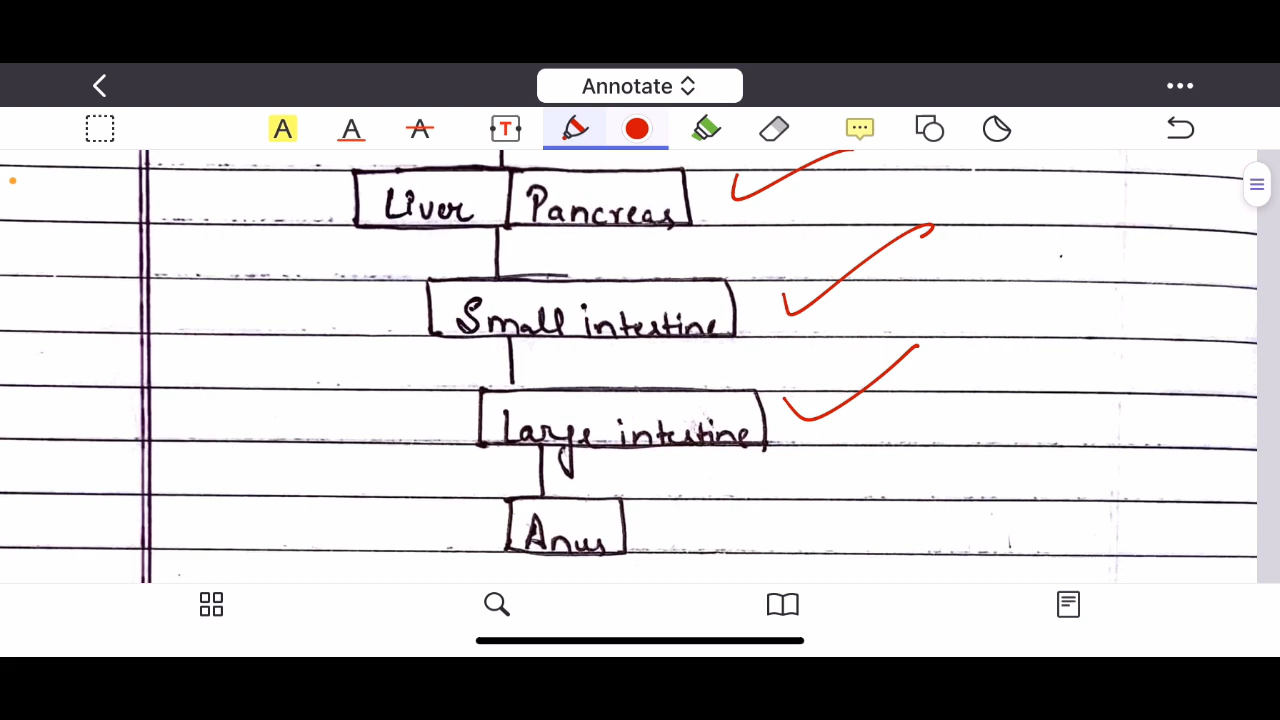 Annotate
A A A T
Liver Pancreas
Small intestine
Large intestine
Anus